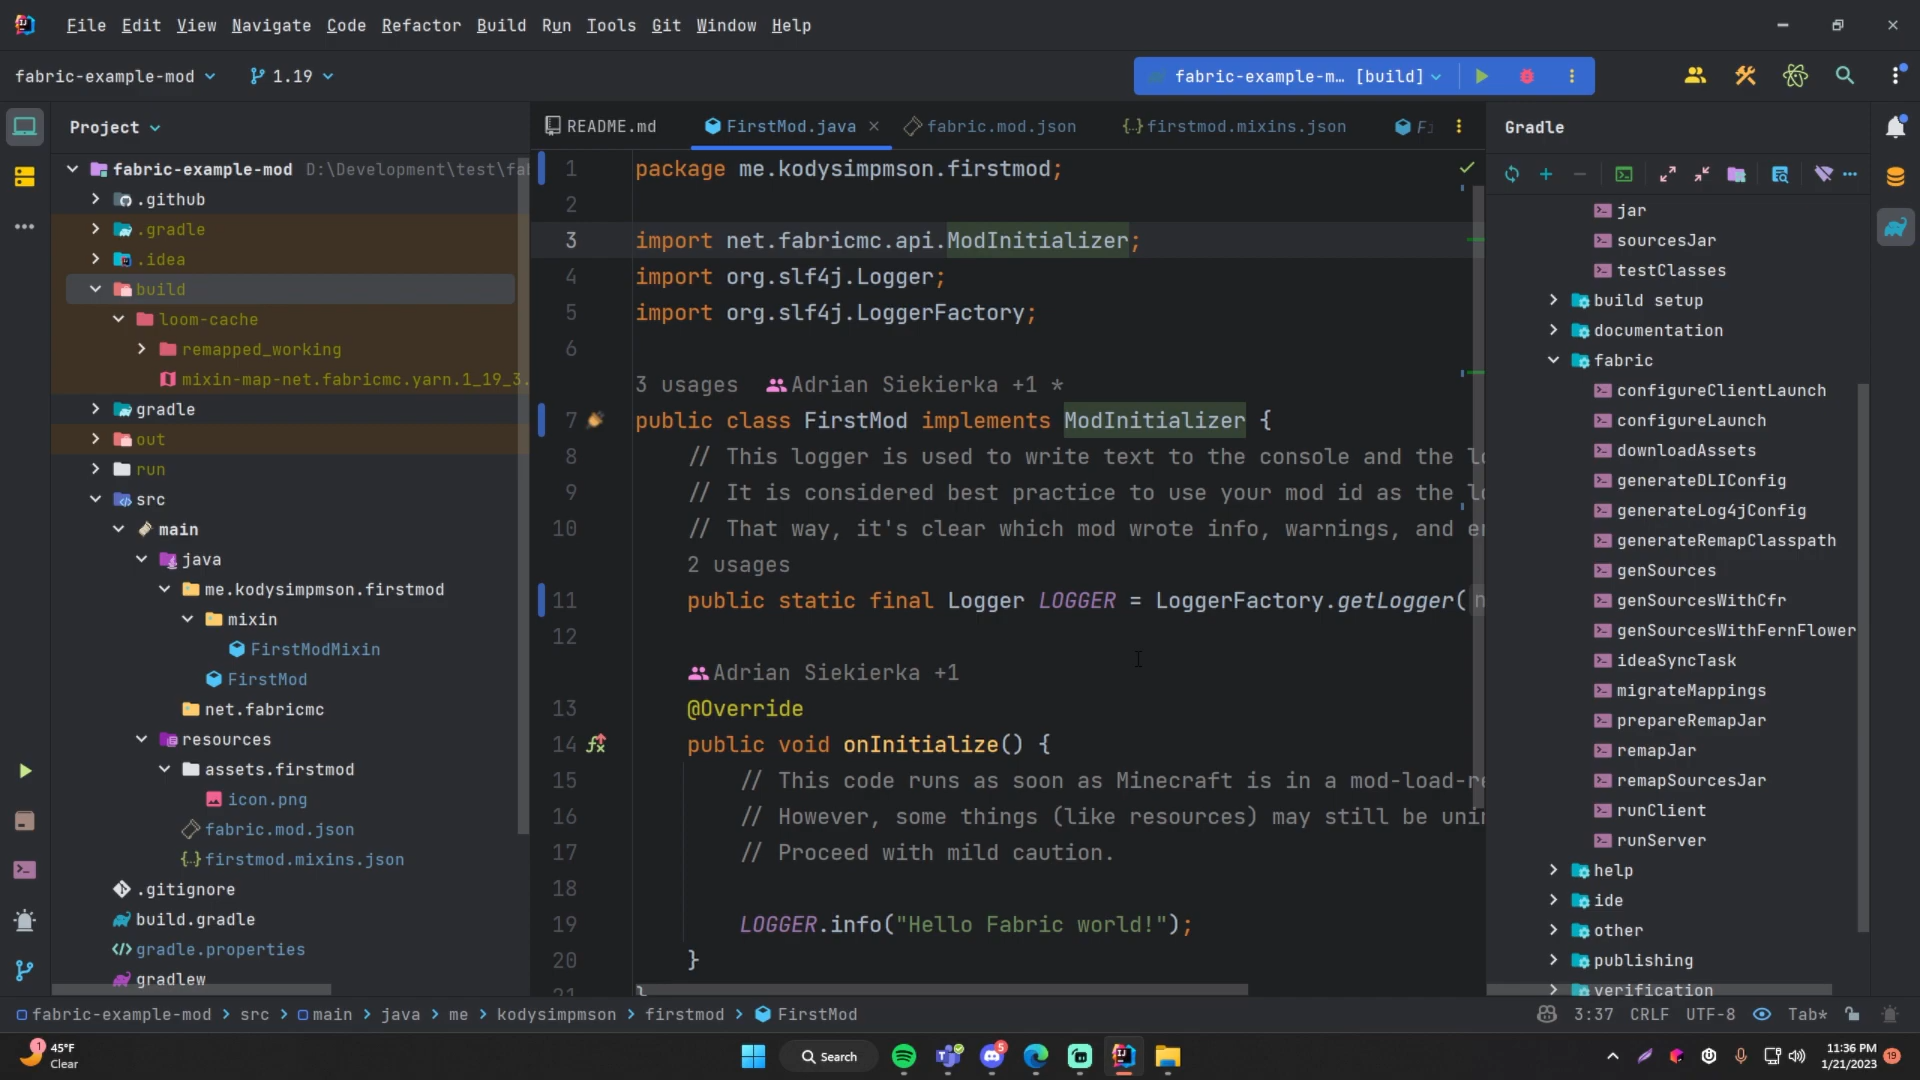 File Edit View Navigate Code Refactor Build Run Tools Git Window Help
fabric-example-mod 1.19 fabric-example-m… [build]
Project
fabric-example-mod D:\Development\test\fa
.github
.gradle
.idea
build
loom-cache
remapped_working
mixin-map-net.fabricmc.yarn.1_19_3.
gradle
out
run
src
main
java
me.kodysimpmson.firstmod
mixin
FirstModMixin
FirstMod
net.fabricmc
resources
assets.firstmod
icon.png
fabric.mod.json
firstmod.mixins.json
.gitignore
build.gradle
gradle.properties
gradlew
README.md FirstMod.java fabric.mod.json firstmod.mixins.json
1 package me.kodysimpmson.firstmod;
2
3 import net.fabricmc.api.ModInitializer;
4 import org.slf4j.Logger;
5 import org.slf4j.LoggerFactory;
6
3 usages Adrian Siekierka +1 *
7 public class FirstMod implements ModInitializer {
8 // This logger is used to write text to the console and the
9 // It is considered best practice to use your mod id as the
10 // That way, it's clear which mod wrote info, warnings, and
2 usages
11 public static final Logger LOGGER = LoggerFactory.getLogger(
12
Adrian Siekierka +1
13 @Override
14 public void onInitialize() {
15 // This code runs as soon as Minecraft is in a mod-load-
16 // However, some things (like resources) may still be
17 // Proceed with mild caution.
18
19 LOGGER.info("Hello Fabric world!");
20 }
21 }
Gradle
jar
sourcesJar
testClasses
build setup
documentation
fabric
configureClientLaunch
configureLaunch
downloadAssets
generateDLIConfig
generateLog4jConfig
generateRemapClasspath
genSources
genSourcesWithCfr
genSourcesWithFernFlower
ideaSyncTask
migrateMappings
prepareRemapJar
remapJar
remapSourcesJar
runClient
runServer
help
ide
other
publishing
verification
fabric-example-mod > src > main > java > me > kodysimpmson > firstmod > FirstMod 3:37 CRLF UTF-8 Tab*
1 45°F
Clear
Search
5
11:36 PM
1/21/2023
19